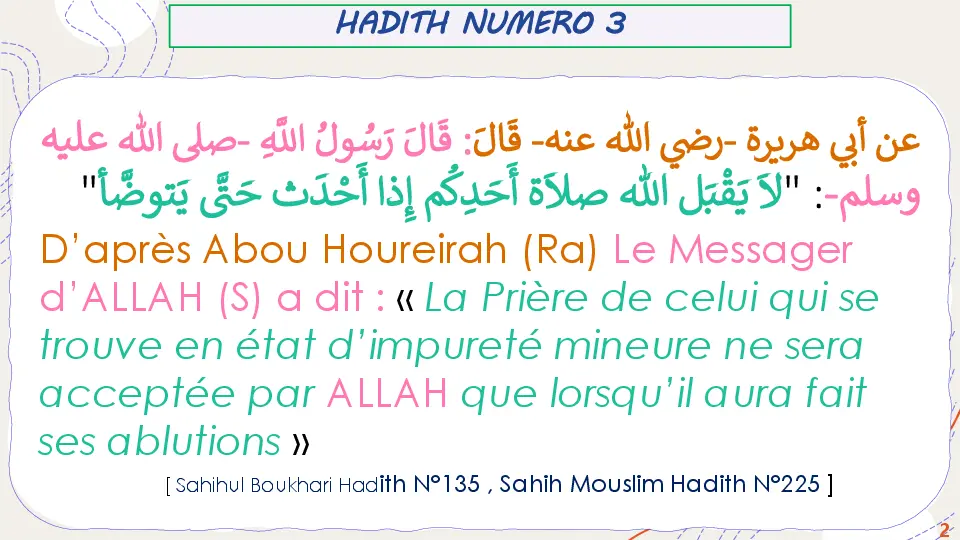 HADITH NUMERO 3
عن أبي هريرة -رضي الله عنه- قَالَ: قَالَ رَسُولُ اللَّهِ -صلى الله عليه
وسلم-: "لاَ يَقْبَل الله صلاَة أَحَدِكُم إِذا أَحْدَث حَتَّى يَتوضَّأ"
D’après Abou Houreirah (Ra) Le Messager
d’ALLAH (S) a dit : « La Prière de celui qui se
trouve en état d’impureté mineure ne sera
acceptée par ALLAH que lorsqu’il aura fait
ses ablutions »
[ Sahihul Boukhari Hadith N°135 , Sahih Mouslim Hadith N°225 ]
2